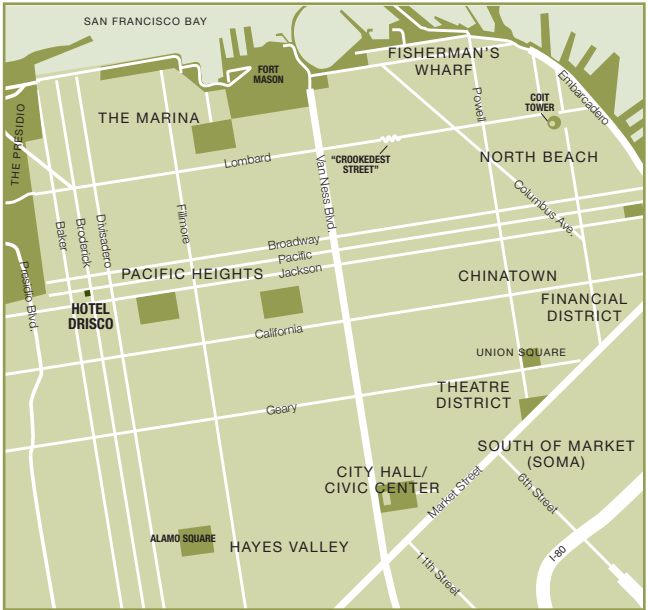 SAN FRANCISCO BAY
FISHERMAN'S
WHARF
FORT
MASON
Embarcadero
Powell
COIT
TOWER
THE MARINA
THE PRESIDIO
Lombard
"CROOKEDEST
STREET"
Van Ness Blvd.
NORTH BEACH
Columbus Ave.
Baker
Broderick
Divisadero
Fillmore
Broadway
Pacific
Jackson
PACIFIC HEIGHTS
CHINATOWN
Presidio Blvd.
HOTEL
DRISCO
FINANCIAL
DISTRICT
California
UNION SQUARE
THEATRE
DISTRICT
Geary
SOUTH OF MARKET
(SOMA)
CITY HALL/
CIVIC CENTER
Market Street
6th Street
ALAMO SQUARE
HAYES VALLEY
I-80
11th Street